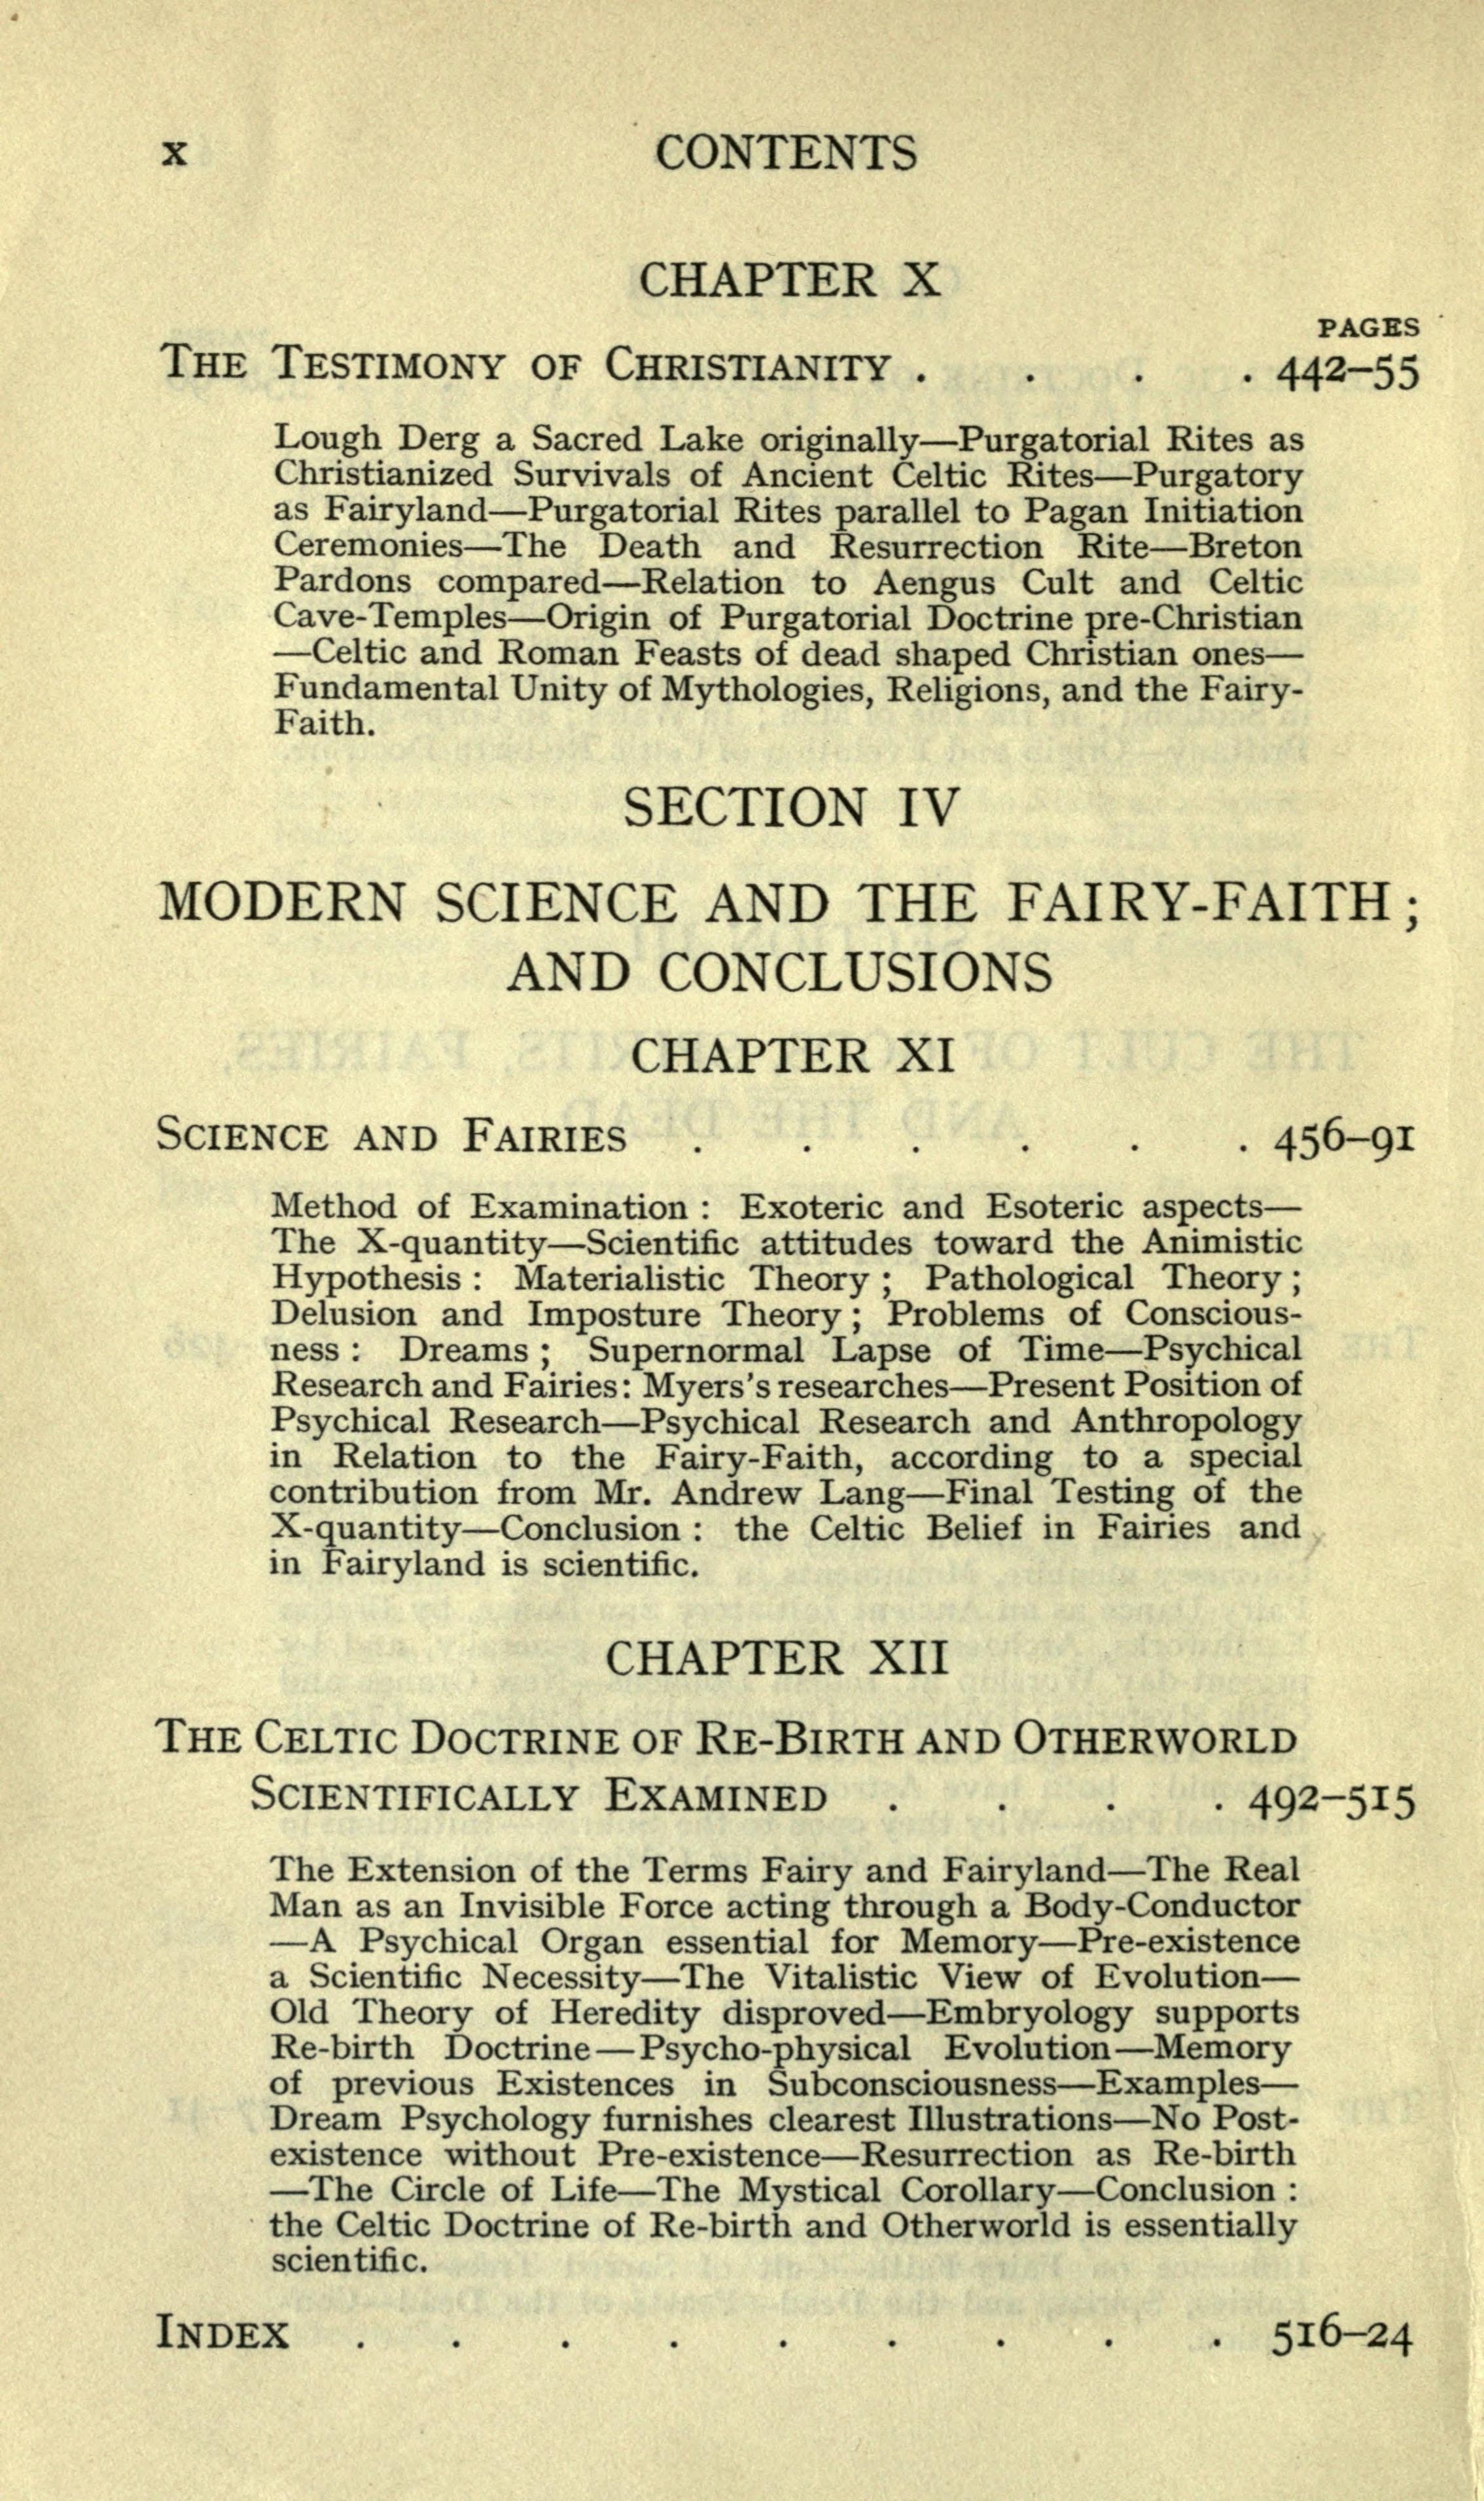 x CONTENTS
CHAPTER X
PAGES
THE TESTIMONY OF CHRISTIANITY . . . . 442–55
Lough Derg a Sacred Lake originally—Purgatorial Rites as
Christianized Survivals of Ancient Celtic Rites—Purgatory
as Fairyland—Purgatorial Rites parallel to Pagan Initiation
Ceremonies—The Death and Resurrection Rite—Breton
Pardons compared—Relation to Aengus Cult and Celtic
Cave-Temples—Origin of Purgatorial Doctrine pre-Christian
—Celtic and Roman Feasts of dead shaped Christian ones—
Fundamental Unity of Mythologies, Religions, and the Fairy-
Faith.
SECTION IV
MODERN SCIENCE AND THE FAIRY-FAITH ;
AND CONCLUSIONS
CHAPTER XI
SCIENCE AND FAIRIES . . . . . . 456–91
Method of Examination : Exoteric and Esoteric aspects—
The X-quantity—Scientific attitudes toward the Animistic
Hypothesis : Materialistic Theory ; Pathological Theory ;
Delusion and Imposture Theory ; Problems of Conscious-
ness : Dreams ; Supernormal Lapse of Time—Psychical
Research and Fairies: Myers's researches—Present Position of
Psychical Research—Psychical Research and Anthropology
in Relation to the Fairy-Faith, according to a special
contribution from Mr. Andrew Lang—Final Testing of the
X-quantity—Conclusion : the Celtic Belief in Fairies and
in Fairyland is scientific.
CHAPTER XII
THE CELTIC DOCTRINE OF RE-BIRTH AND OTHERWORLD
SCIENTIFICALLY EXAMINED . . . . 492–515
The Extension of the Terms Fairy and Fairyland—The Real
Man as an Invisible Force acting through a Body-Conductor
—A Psychical Organ essential for Memory—Pre-existence
a Scientific Necessity—The Vitalistic View of Evolution—
Old Theory of Heredity disproved—Embryology supports
Re-birth Doctrine—Psycho-physical Evolution—Memory
of previous Existences in Subconsciousness—Examples—
Dream Psychology furnishes clearest Illustrations—No Post-
existence without Pre-existence—Resurrection as Re-birth
—The Circle of Life—The Mystical Corollary—Conclusion :
the Celtic Doctrine of Re-birth and Otherworld is essentially
scientific.
INDEX . . . . . . . . . 516–24